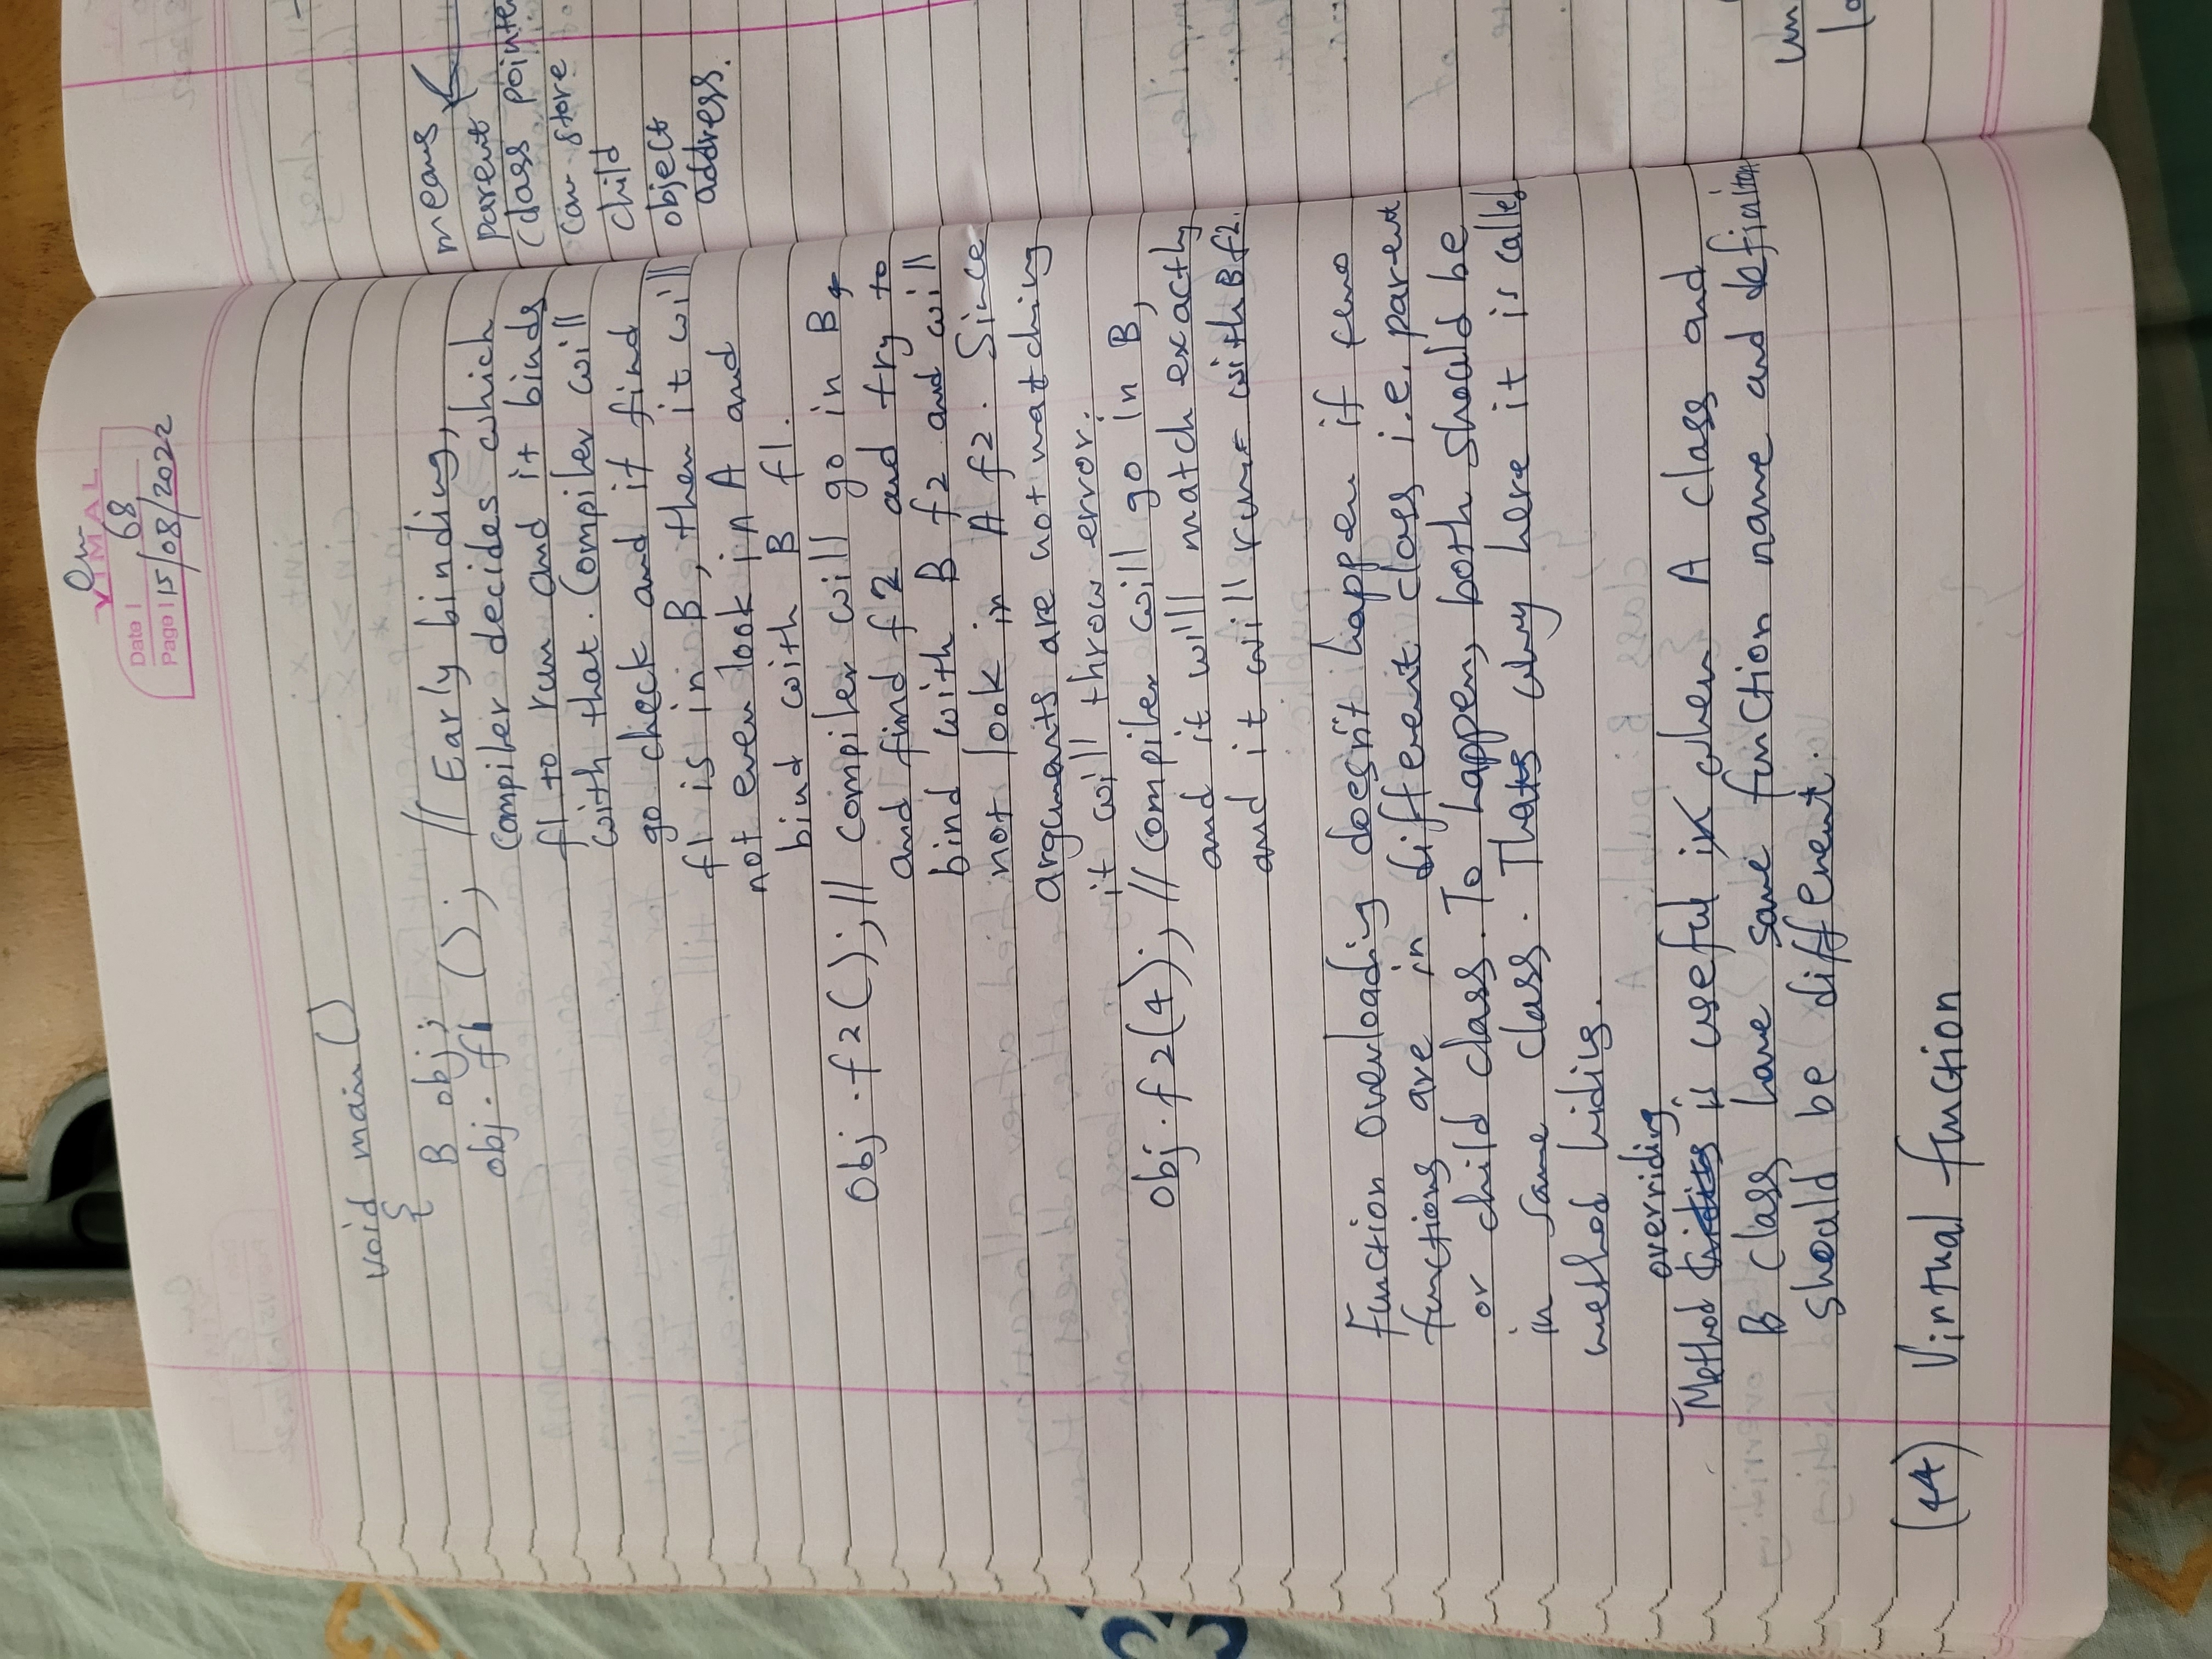 Om
VIMAL
Date 68
Page 15/08/2022
void main ()
{
B obj;
obj. f1 (); // Early binding,
compiler decides which
f1 to run and it binds
with that. Compiler will
go check and if find
f1 is in B, then it will
not even look in A and
bind with B f1.
Obj .f2(); // compiler will go in B
and find f2 and try to
bind with B f2 and will
not look in A f2. Since
arguments are not matching
it will throw error.
Obj. f2(4); // Compiler will go in B,
and it will match exactly
and it will run with B f2.
Function Overloading doesn't happen if
functions are in different class i.e. parent
or child class. To happen, both should be
in same class. Thats why here it is called
method hiding.
overriding
Method is useful when A class and
B class have same function name and definiton
should be different.
(44) Virtual function
means
parent
class pointe
can store
child
object
address.
un